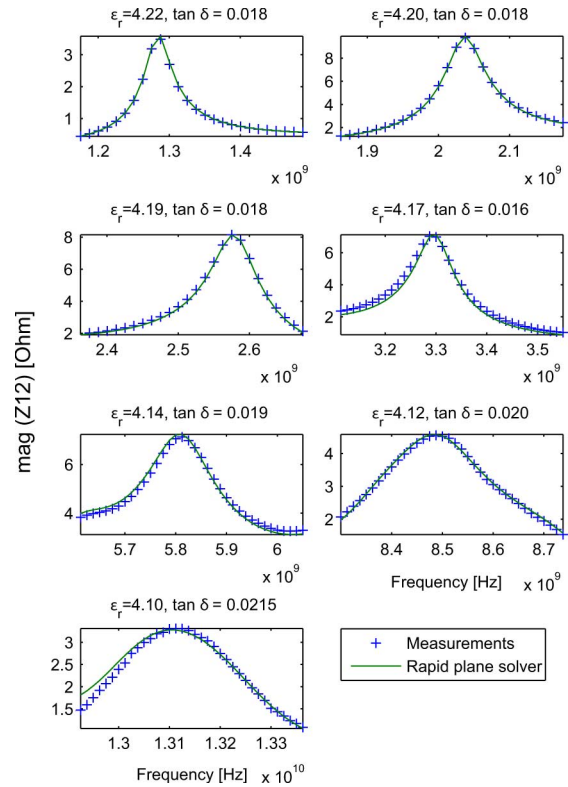 εr=4.22, tan δ = 0.018
3
2
1
1.2 1.3 1.4
x 10^9
εr=4.20, tan δ = 0.018
8
6
4
2
1.9 2 2.1
x 10^9
εr=4.19, tan δ = 0.018
8
6
4
2
2.4 2.5 2.6
x 10^9
εr=4.17, tan δ = 0.016
6
4
2
3.2 3.3 3.4 3.5
x 10^9
mag (Z12) [Ohm]
εr=4.14, tan δ = 0.019
6
4
5.7 5.8 5.9 6
x 10^9
εr=4.12, tan δ = 0.020
4
3
2
8.4 8.5 8.6 8.7
Frequency [Hz] x 10^9
εr=4.10, tan δ = 0.0215
3
2.5
2
1.5
1.3 1.31 1.32 1.33
Frequency [Hz] x 10^10
Measurements
Rapid plane solver